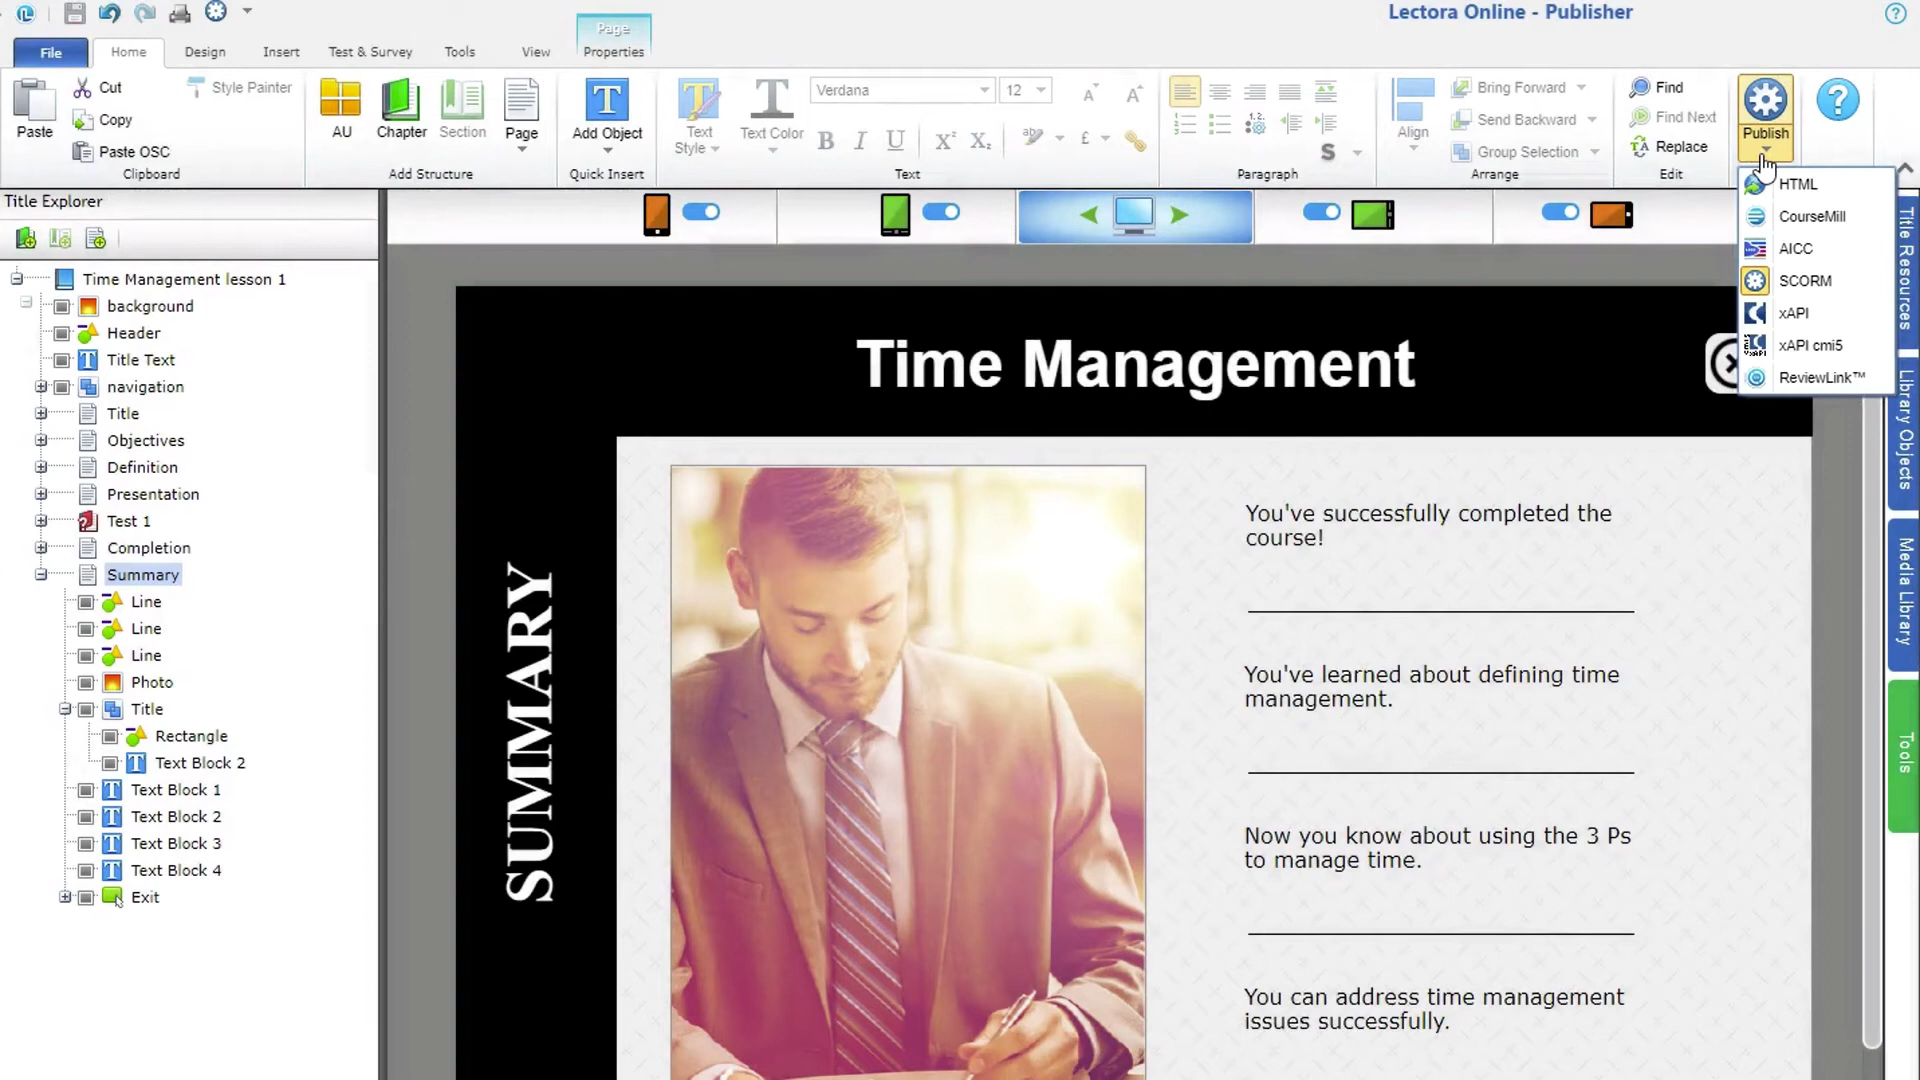 Lectora Online - Publisher
File
Home
Design
Insert
Test & Survey
Tools
View
Page
Properties
Paste
Cut
Copy
Paste OSC
Style Painter
Clipboard
AU
Chapter
Section
Page
Add Structure
Add Object
Quick Insert
Text
Style
Text Color
Verdana
12
B I U X² X₂
Text
Paragraph
Align
Bring Forward
Send Backward
Group Selection
Arrange
Find
Find Next
Replace
Edit
Publish
HTML
CourseMill
AICC
SCORM
xAPI
xAPI cmi5
ReviewLink™
Title Explorer
Time Management lesson 1
background
Header
Title Text
navigation
Title
Objectives
Definition
Presentation
Test 1
Completion
Summary
Line
Line
Line
Photo
Title
Rectangle
Text Block 2
Text Block 1
Text Block 2
Text Block 3
Text Block 4
Exit
Time Management
SUMMARY
You've successfully completed the
course!
You've learned about defining time
management.
Now you know about using the 3 Ps
to manage time.
You can address time management
issues successfully.
Title Resources
Library Objects
Media Library
Tools